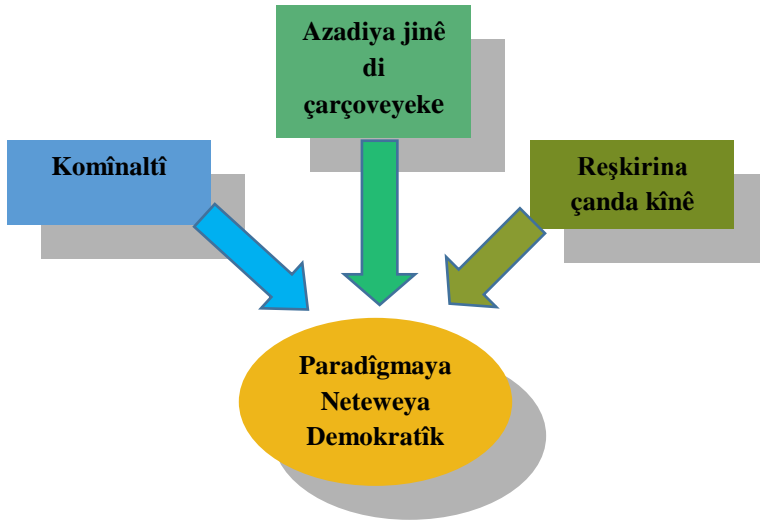 Azadiya jinê
di
çarçoveyeke
Komînaltî
Reşkirina
çanda kînê
Paradîgmaya
Neteweya
Demokratîk